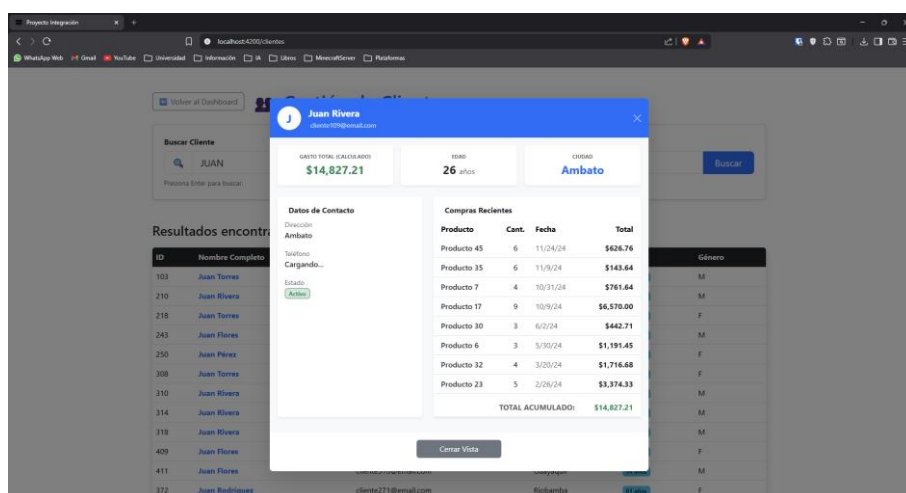 Proyecto Integración
localhost:4200/clientes
WhatsApp Web Gmail YouTube Universidad Información IA Libros MinecraftServer Plataformas
Volver al Dashboard
Buscar Cliente
JUAN
Buscar
Presiona Enter para buscar.
Resultados encontra
ID Nombre Completo Género
103 Juan Torres M
210 Juan Rivera M
218 Juan Torres F
243 Juan Flores M
250 Juan Pérez F
308 Juan Torres F
310 Juan Rivera M
314 Juan Rivera M
318 Juan Rivera M
409 Juan Flores F
411 Juan Flores M
372 Juan Rodríguez cliente271@email.com Riobamba F
J
Juan Rivera
cliente109@email.com
GASTO TOTAL (CALCULADO)
$14,827.21
EDAD
26 años
CIUDAD
Ambato
Datos de Contacto
Dirección
Ambato
Teléfono
Cargando...
Estado
Activo
Compras Recientes
Producto Cant. Fecha Total
Producto 45 6 11/24/24 $626.76
Producto 35 6 11/9/24 $143.64
Producto 7 4 10/31/24 $761.64
Producto 17 9 10/9/24 $6,570.00
Producto 30 3 6/2/24 $442.71
Producto 6 3 5/30/24 $1,191.45
Producto 32 4 3/20/24 $1,716.68
Producto 23 5 2/26/24 $3,374.33
TOTAL ACUMULADO: $14,827.21
Cerrar Vista